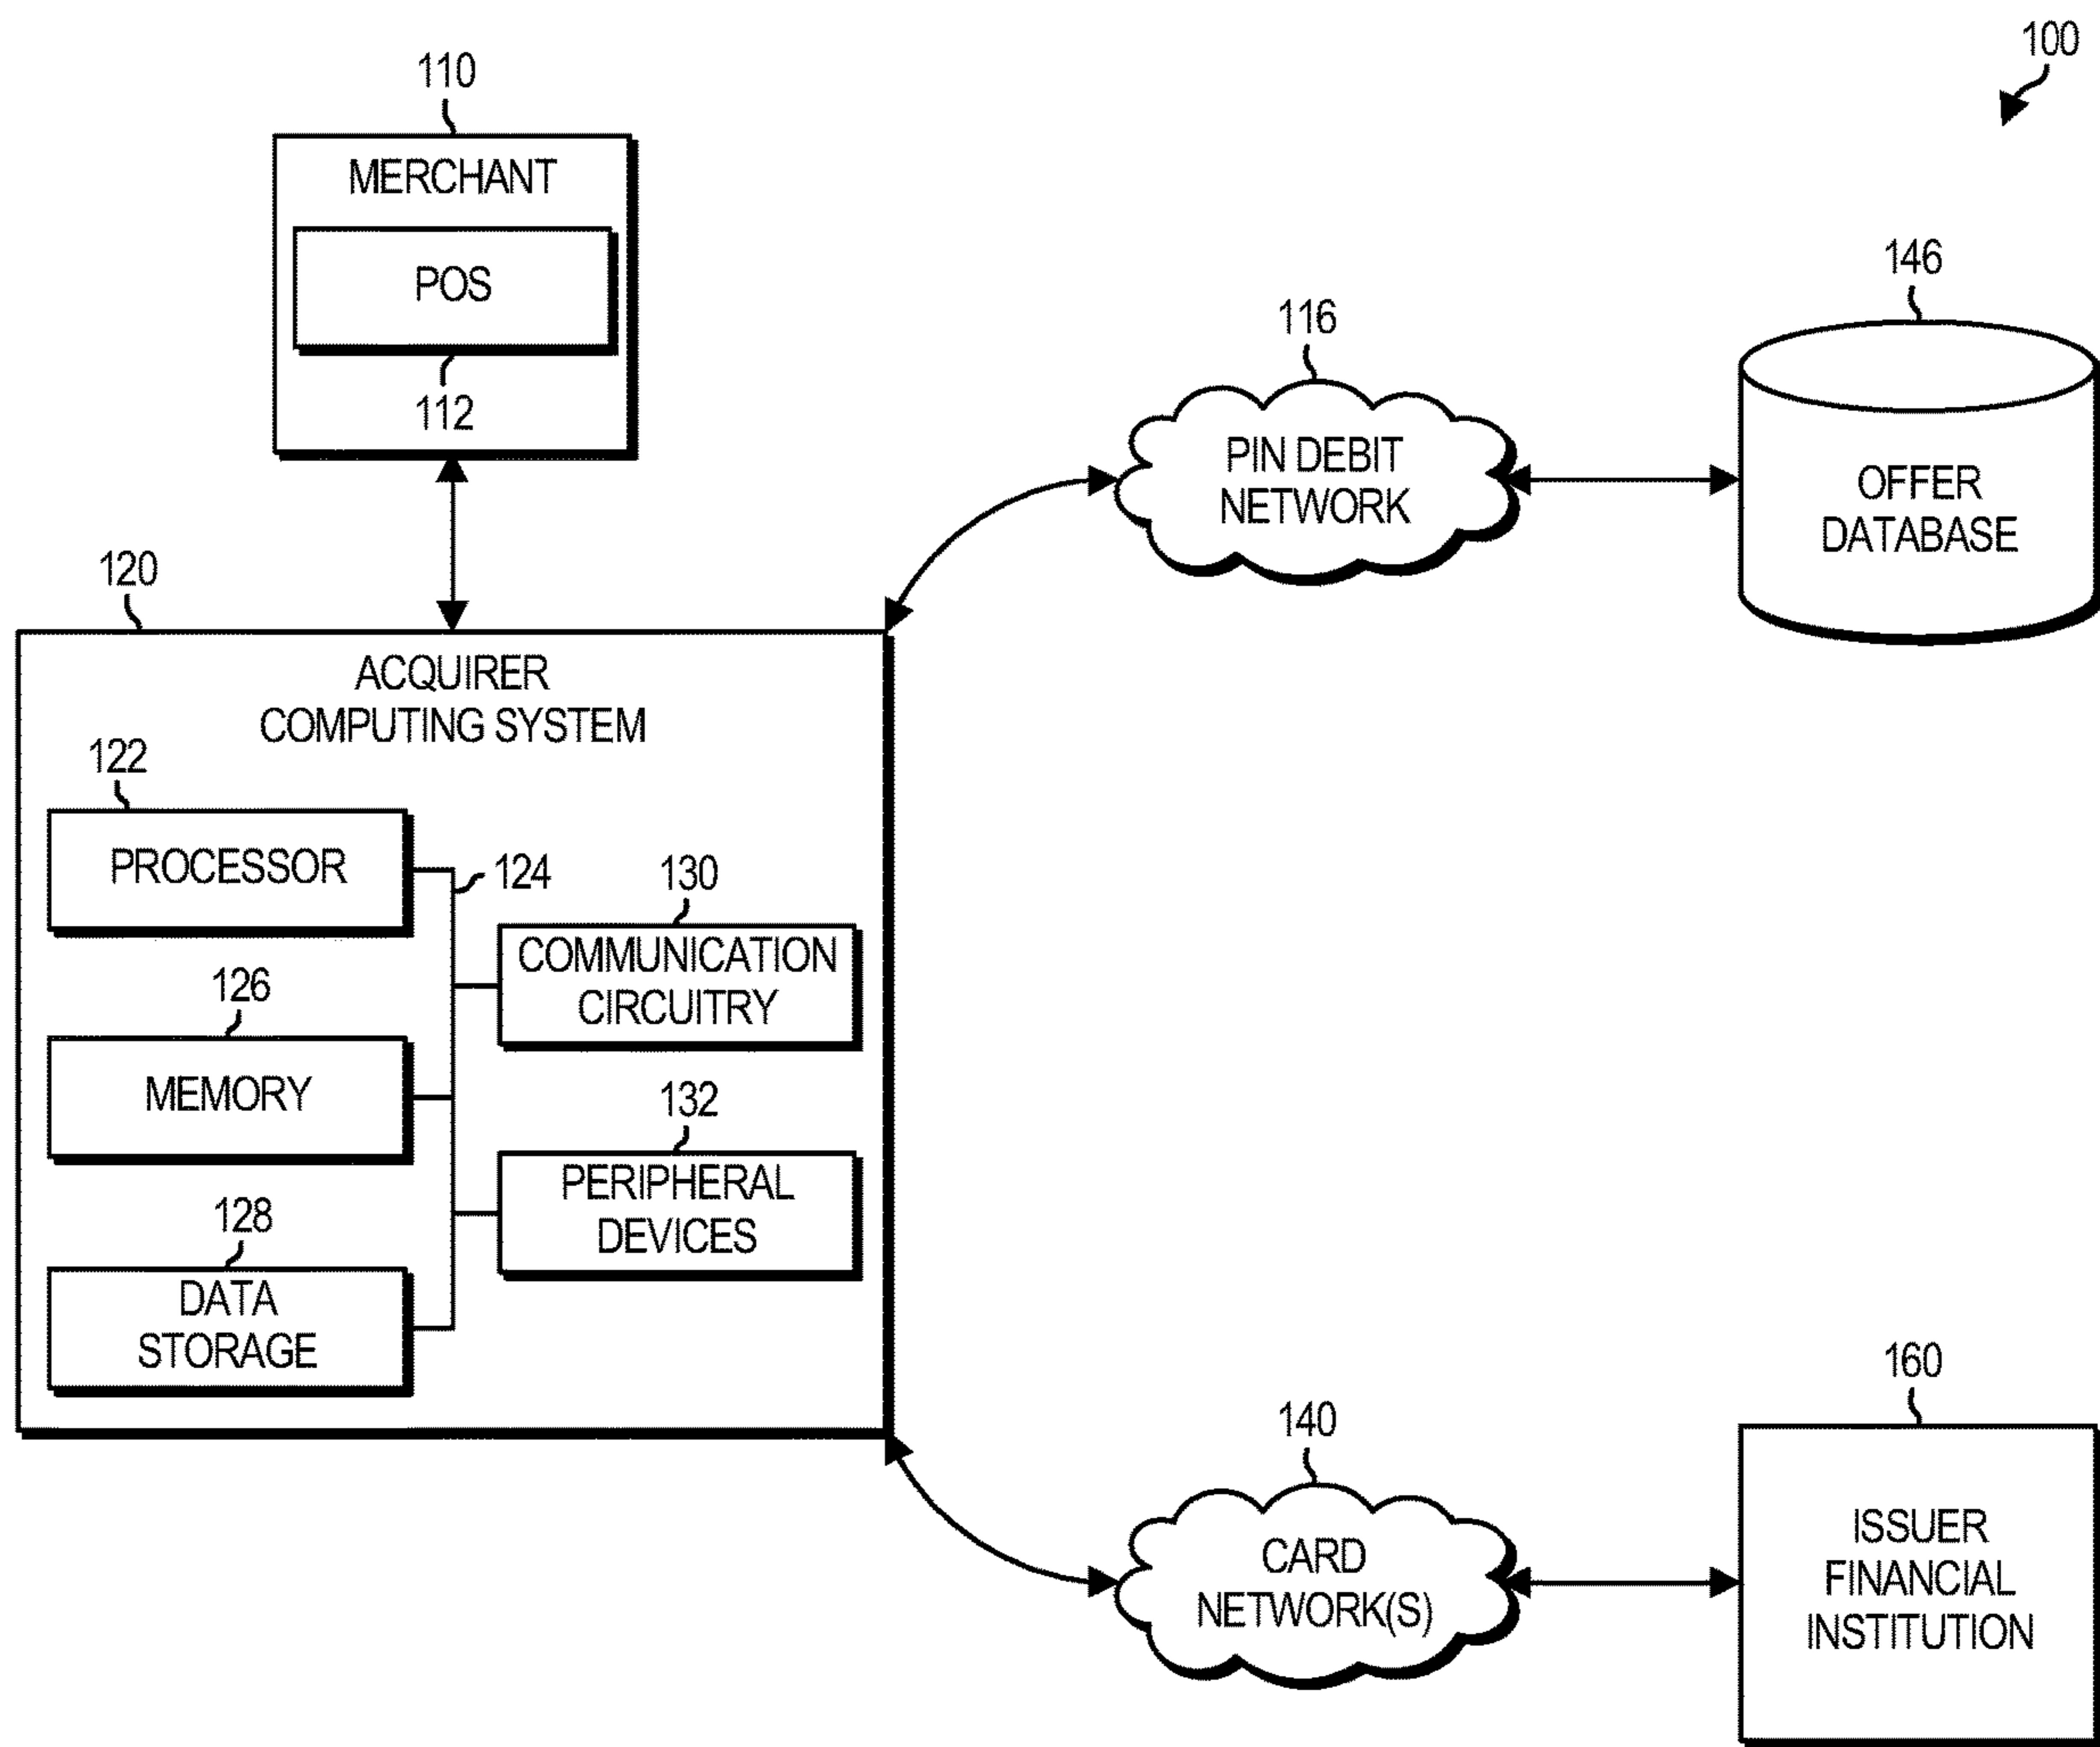 100
110
MERCHANT
POS
112
116
PIN DEBIT
NETWORK
146
OFFER
DATABASE
120
ACQUIRER
COMPUTING SYSTEM
122
PROCESSOR
124
130
COMMUNICATION
CIRCUITRY
126
MEMORY
132
PERIPHERAL
DEVICES
128
DATA
STORAGE
140
CARD
NETWORK(S)
160
ISSUER
FINANCIAL
INSTITUTION